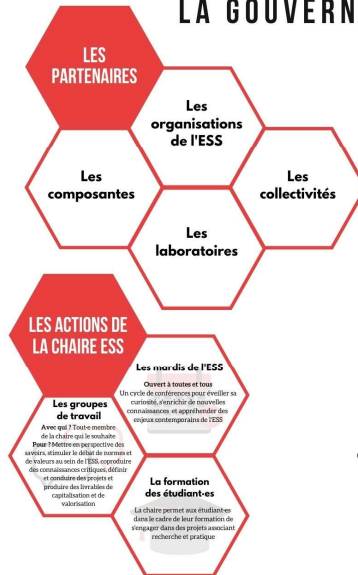 LA GOUVERN
LES
PARTENAIRES
Les
organisations
de l'ESS
Les
composantes
Les
collectivités
Les
laboratoires
LES ACTIONS DE
LA CHAIRE ESS
Les mardis de l'ESS
Ouvert à toutes et tous
Un cycle de conférences pour éveiller sa
curiosité, s'enrichir de nouvelles
connaissances et appréhender des
enjeux contemporains de l'ESS
Les groupes
de travail
Avec qui ? Tout·e membre
de la chaire qui le souhaite
Pour ? Mettre en perspective des
savoirs, stimuler le débat de normes et
de valeurs au sein de l'ESS, coproduire
des connaissances critiques, définir
et conduire des projets et
produire des livrables de
capitalisation et de
valorisation
La formation
des étudiant·es
La chaire permet aux étudiant·es
dans le cadre de leur formation de
s'engager dans des projets associant
recherche et pratique